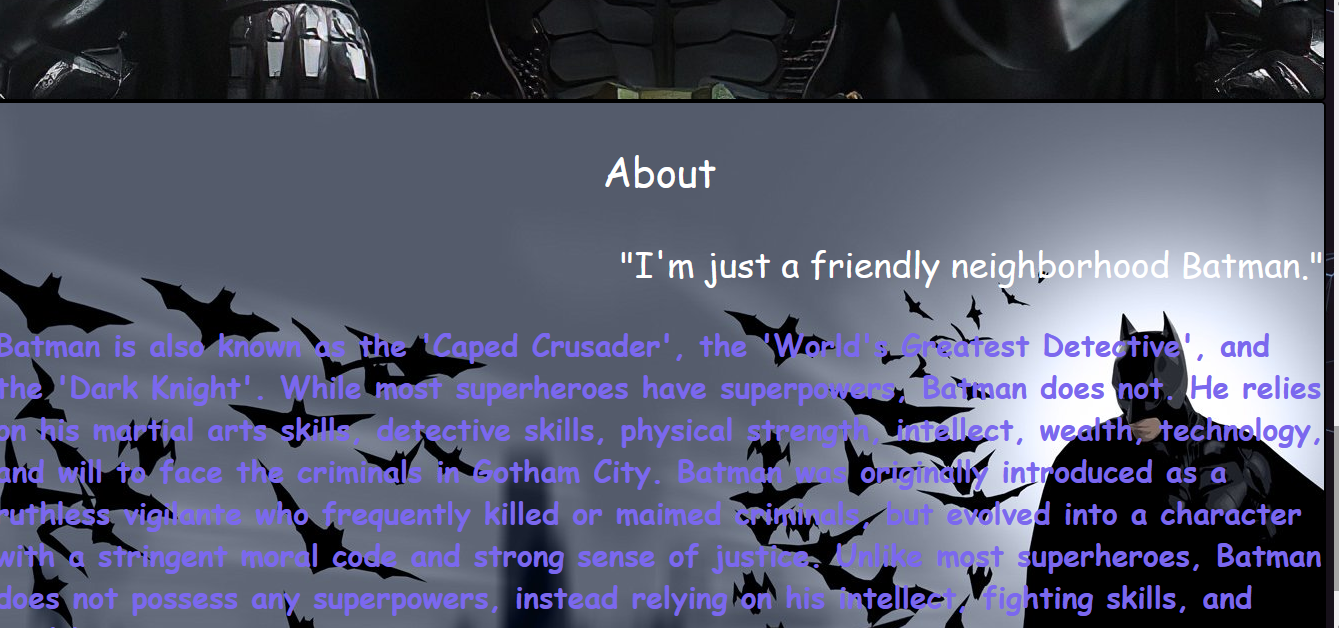 About
"I'm just a friendly neighborhood Batman."
Batman is also known as the 'Caped Crusader', the 'World's Greatest Detective', and
the 'Dark Knight'. While most superheroes have superpowers, Batman does not. He relies
on his martial arts skills, detective skills, physical strength, intellect, wealth, technology,
and will to face the criminals in Gotham City. Batman was originally introduced as a
ruthless vigilante who frequently killed or maimed criminals, but evolved into a character
with a stringent moral code and strong sense of justice. Unlike most superheroes, Batman
does not possess any superpowers, instead relying on his intellect, fighting skills, and